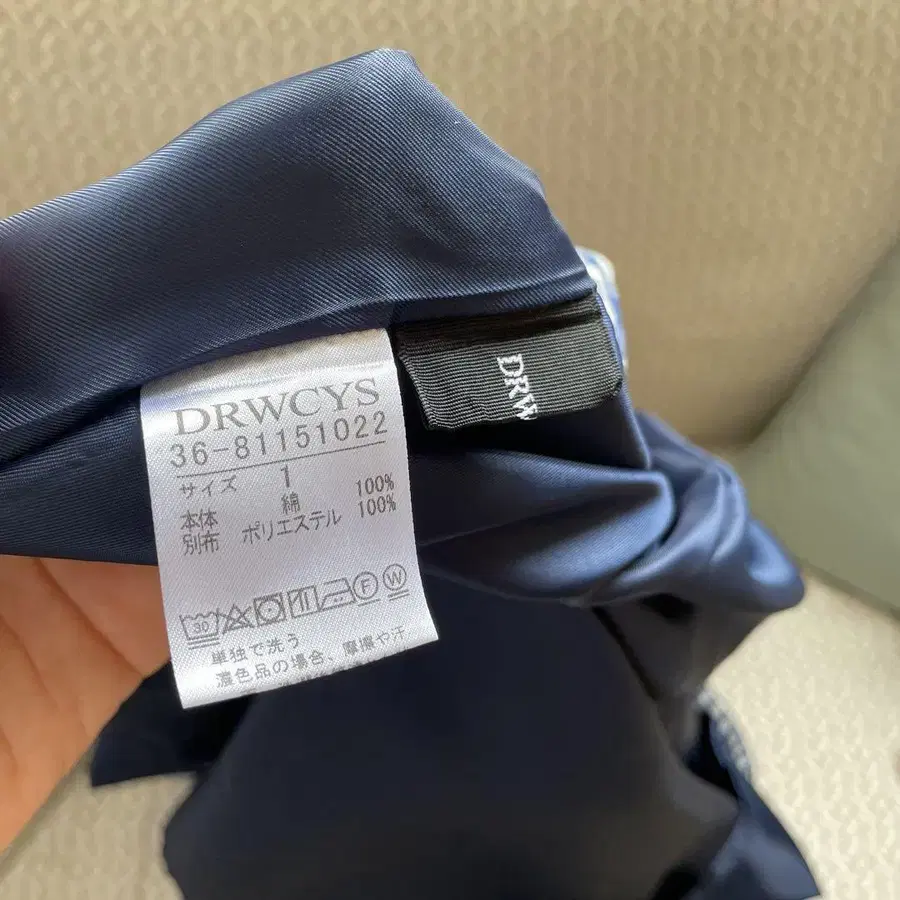 DRWCYS
36-81151022
サイズ 1
本体 綿 100%
別布 ポリエステル 100%
30 F W
単独で洗う
濃色品の場合、摩擦や汗
DRW